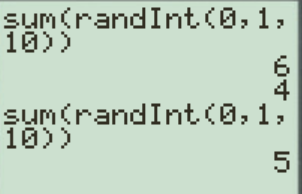 sum(randInt(0,1,
10))
6
4
sum(randInt(0,1,
10))
5